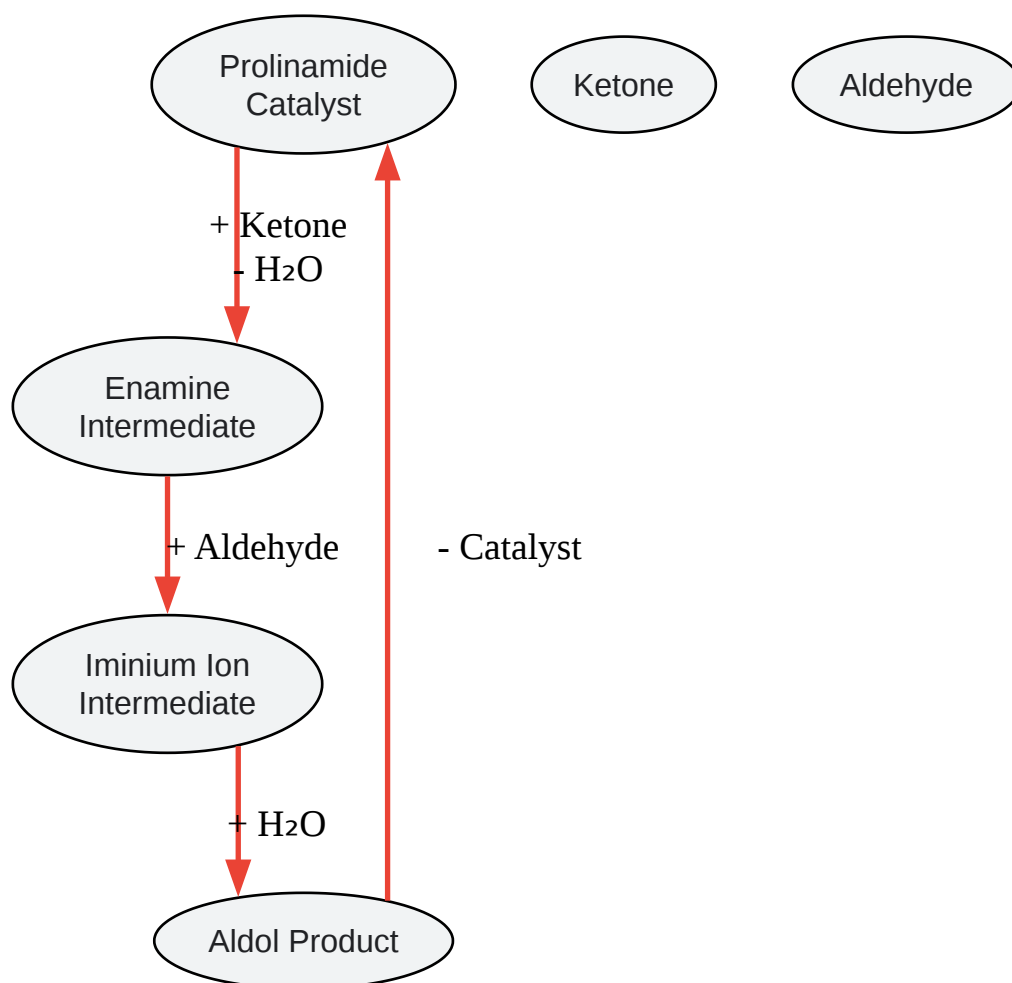 Prolinamide
Catalyst
Ketone
Aldehyde
+ Ketone
- H₂O
Enamine
Intermediate
+ Aldehyde
- Catalyst
Iminium Ion
Intermediate
+ H₂O
Aldol Product